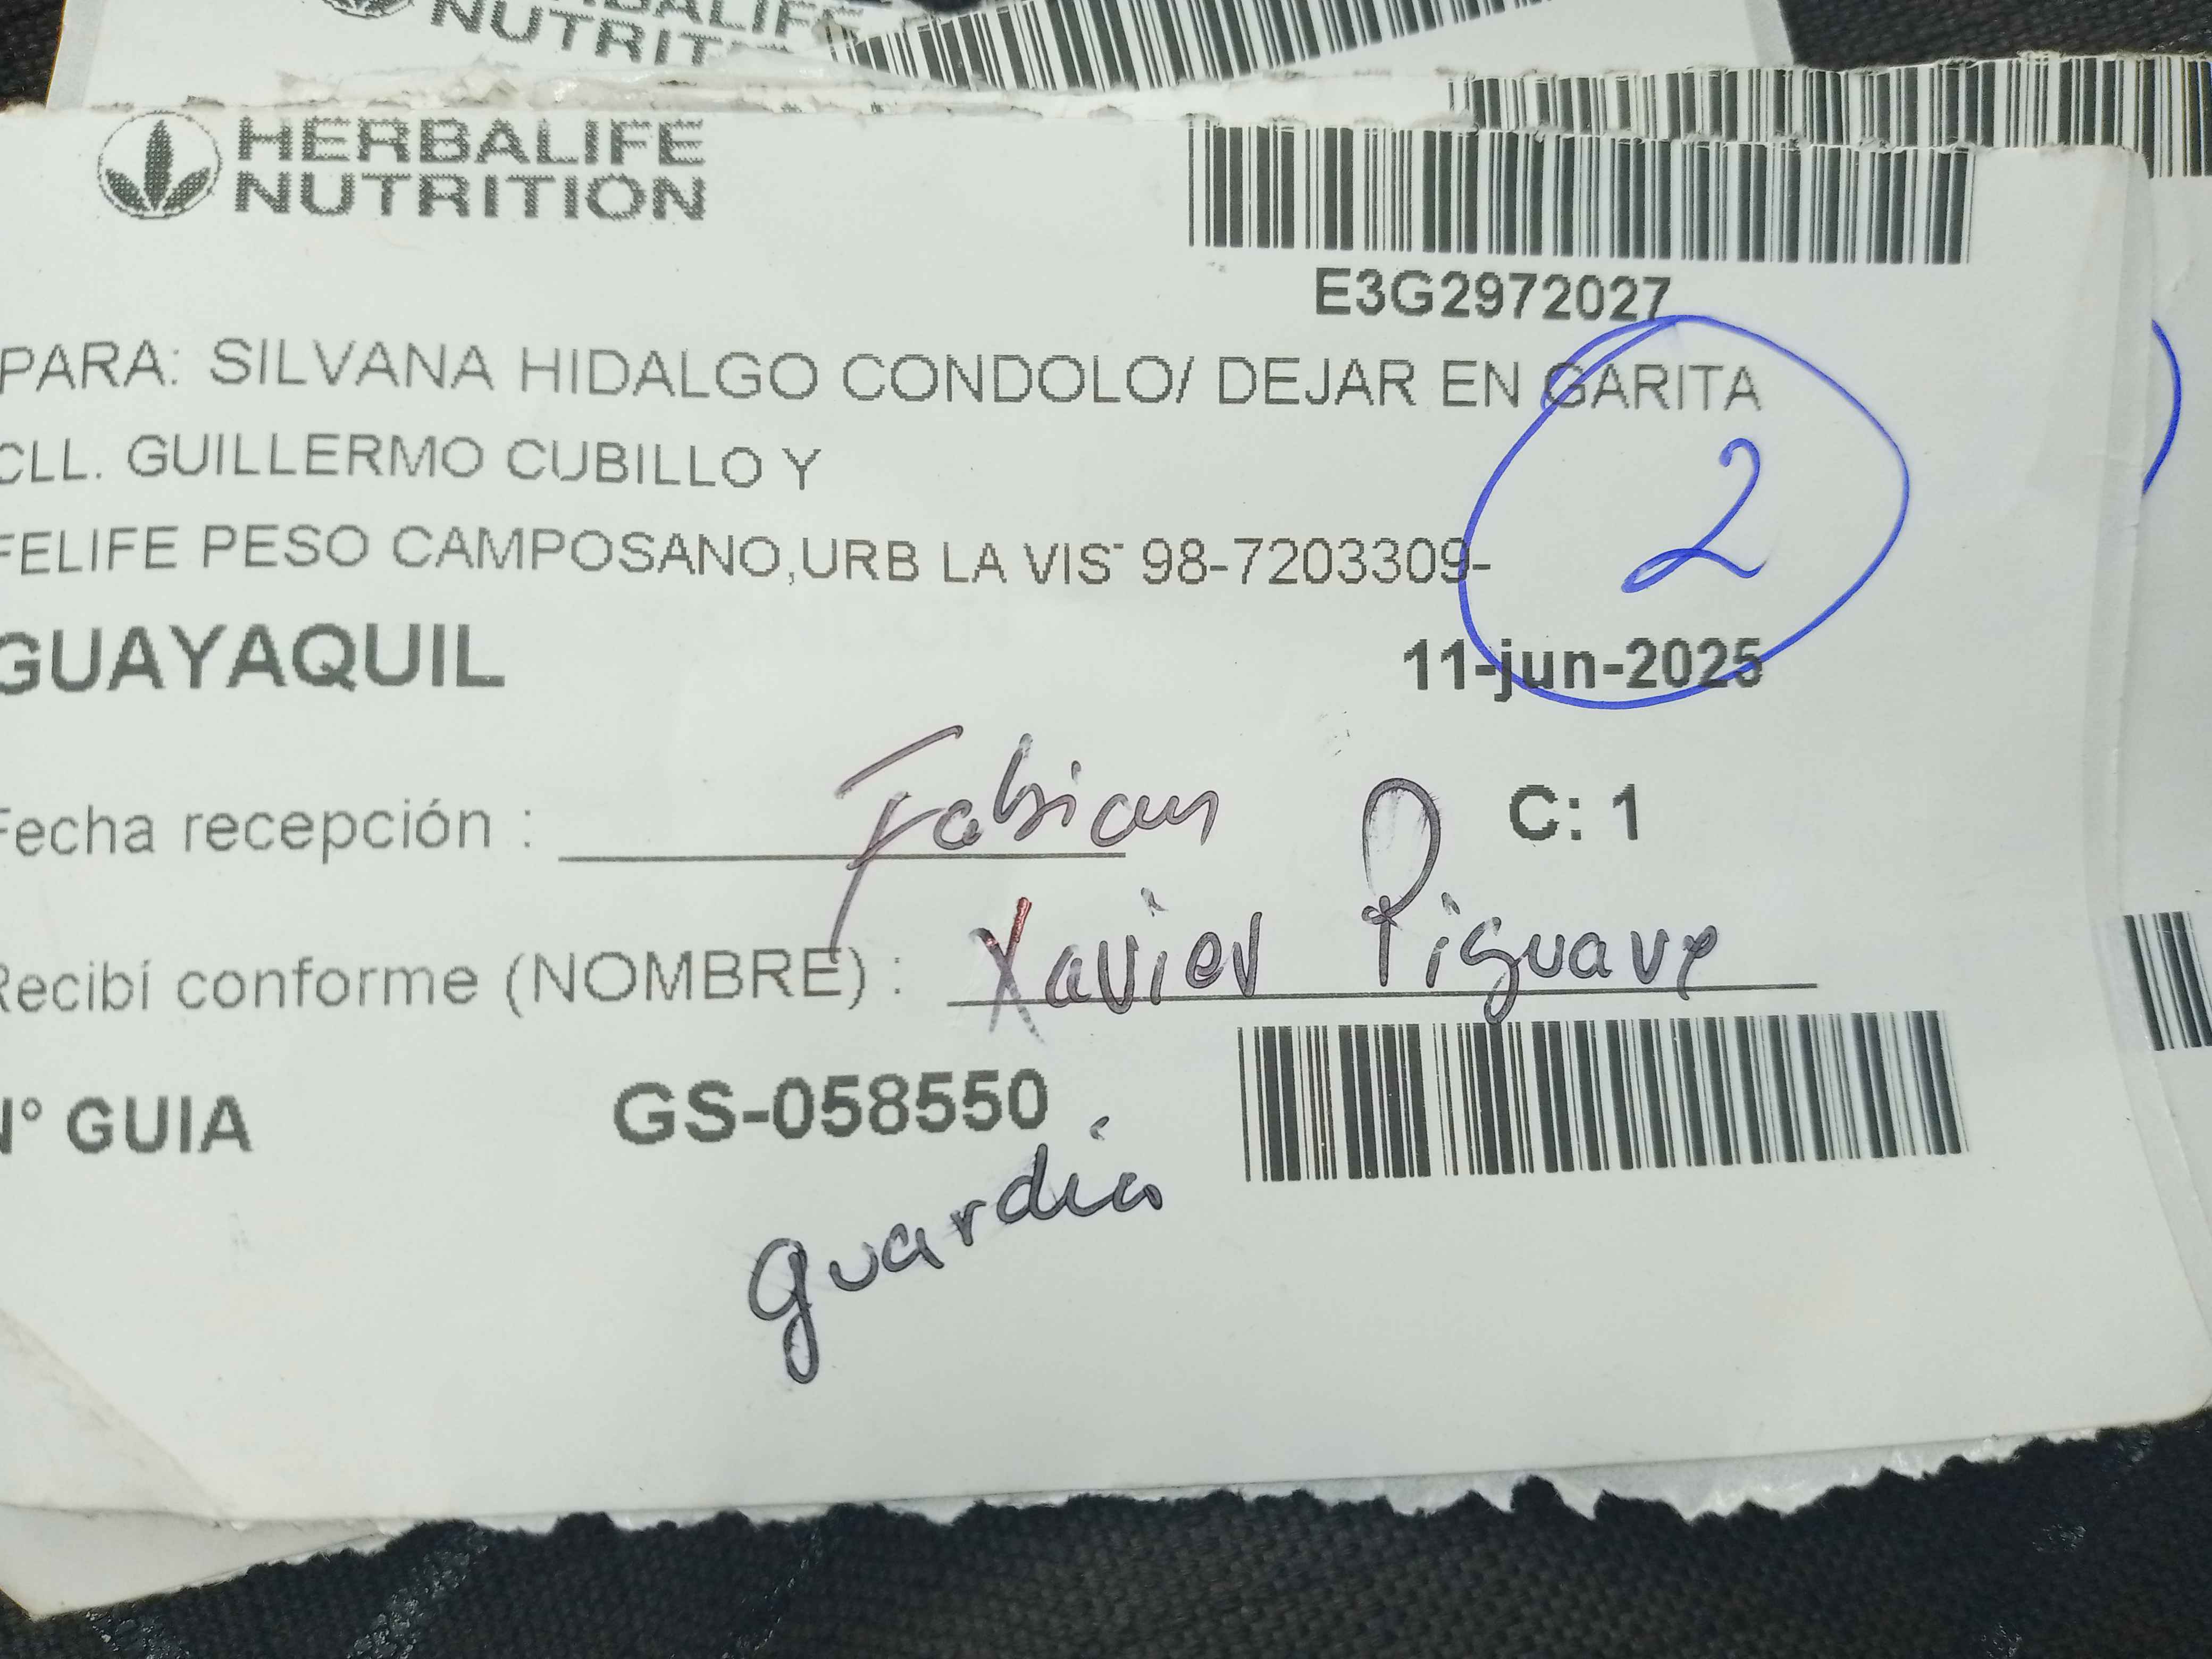 HERBALIFE
NUTRITION
E3G2972027
PARA: SILVANA HIDALGO CONDOLO/ DEJAR EN GARITA
CLL. GUILLERMO CUBILLO Y
FELIFE PESO CAMPOSANO,URB LA VIS 98-7203309-
2
GUAYAQUIL
11-jun-2025
Fecha recepción : Fabian
C: 1
Recibí conforme (NOMBRE) : Xavier Piguave
N° GUIA GS-058550
guardia